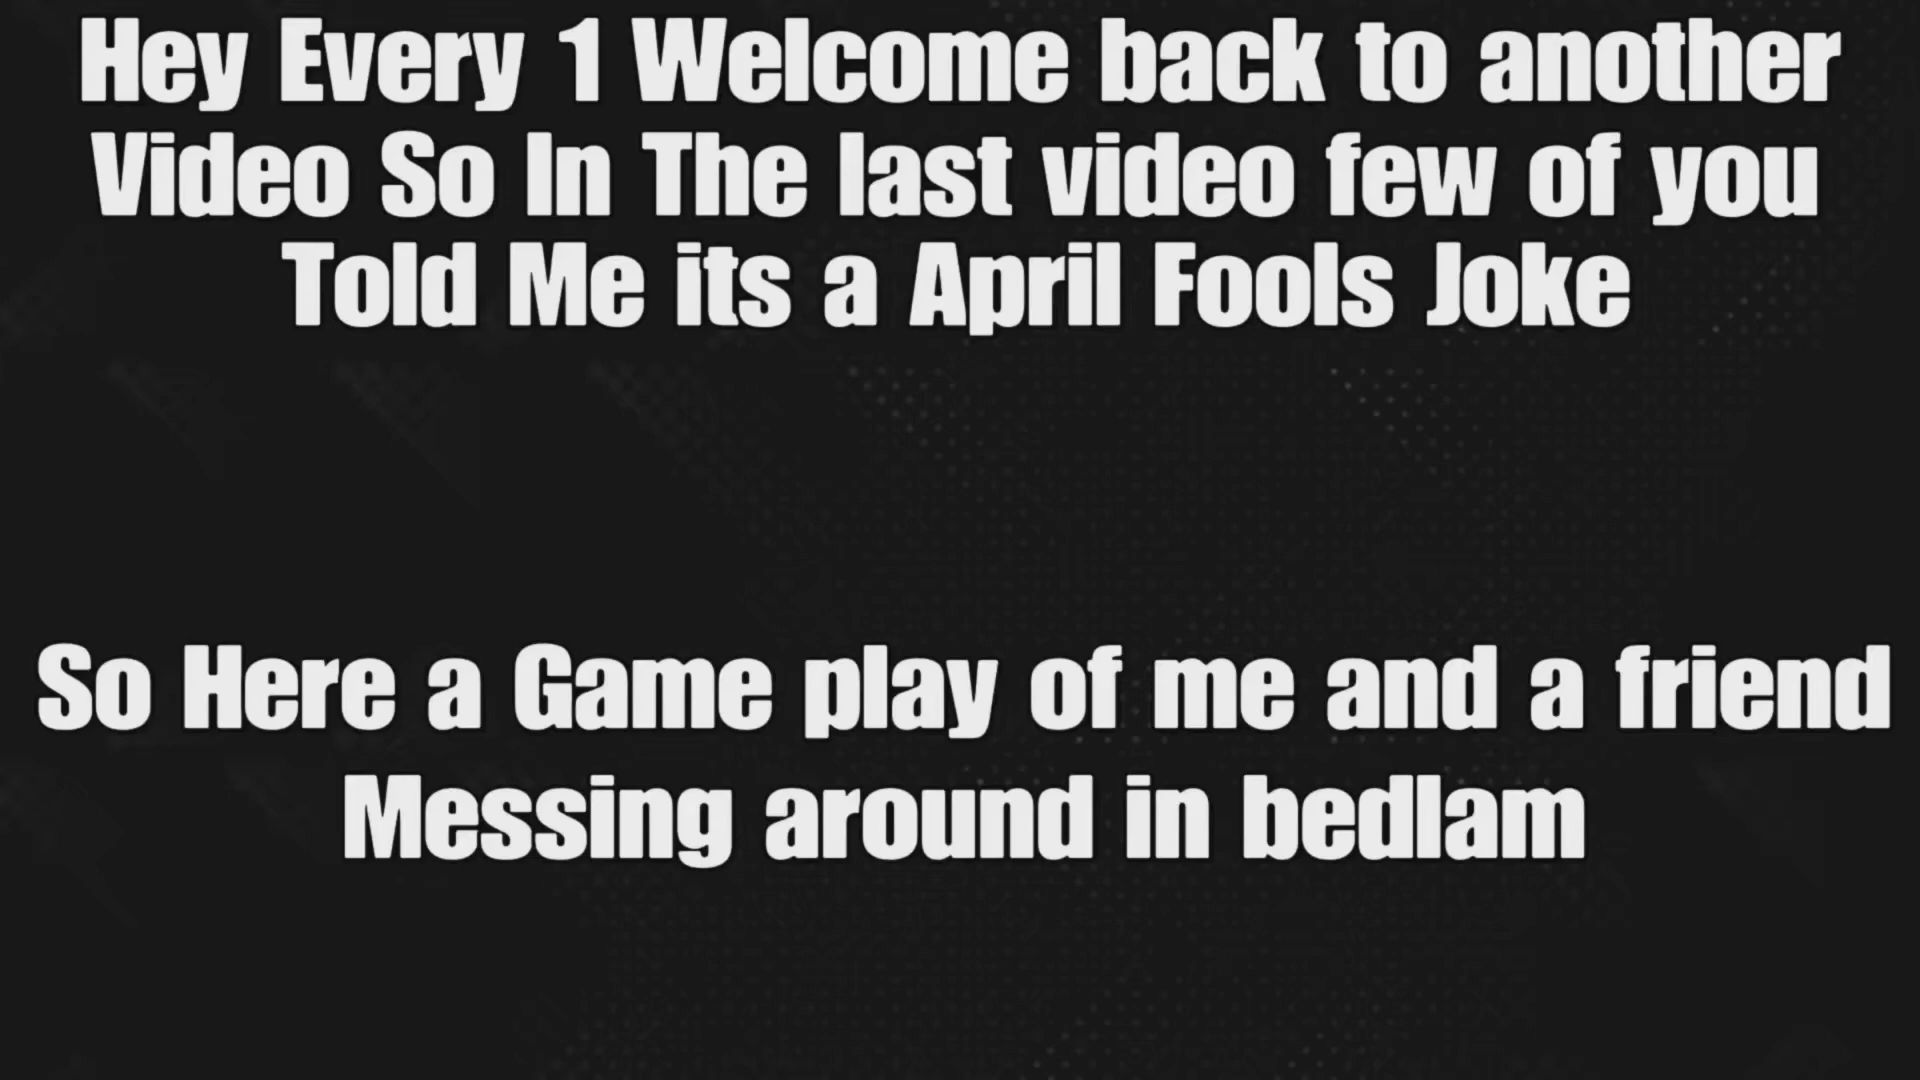 Hey Every 1 Welcome back to another
Video So In The last video few of you
Told Me its a April Fools Joke
So Here a Game play of me and a friend
Messing around in bedlam